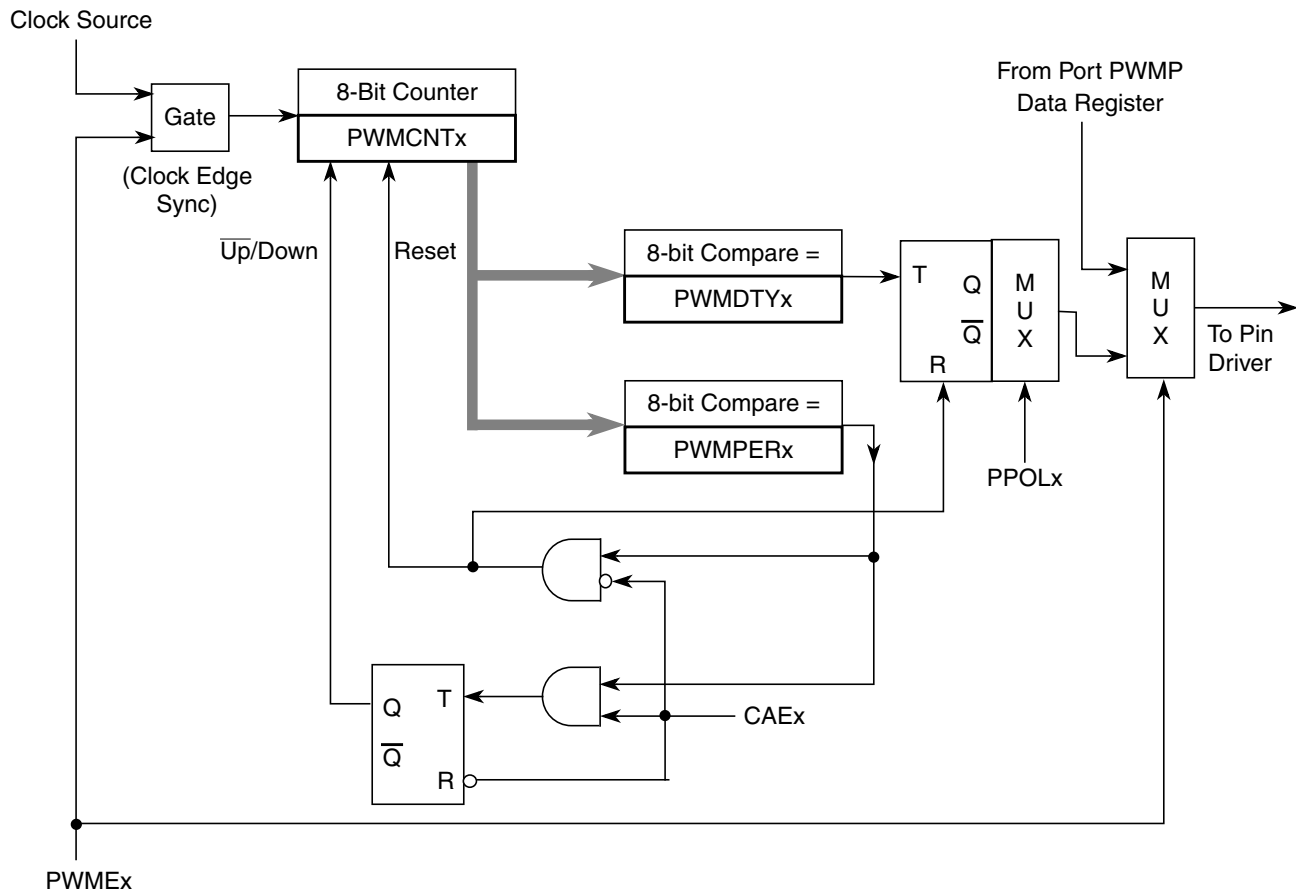 Clock Source
Gate
(Clock Edge
Sync)
8-Bit Counter
PWMCNTx
From Port PWMP
Data Register
U̅p̅/Down
Reset
8-bit Compare =
PWMDTYx
T
Q
Q̅
R
M
U
X
M
U
X
To Pin
Driver
8-bit Compare =
PWMPERx
PPOLx
Q
T
Q̅
R
CAEx
PWMEx